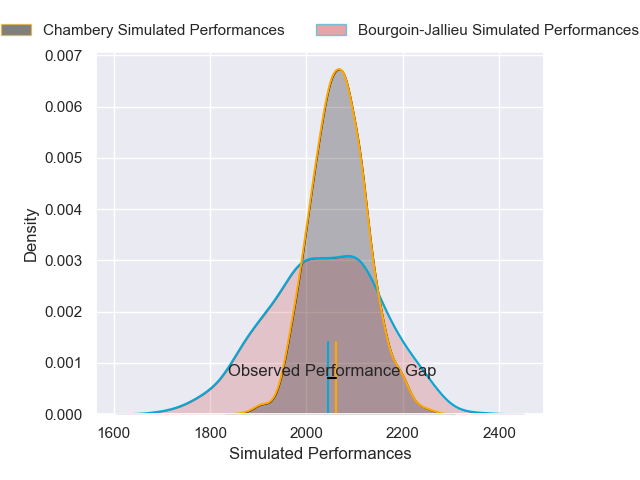 Chambery Simulated Performances
Bourgoin-Jallieu Simulated Performances
0.007
0.006
0.005
0.004
0.003
0.002
0.001
0.000
Density
Observed Performance Gap
1600 1800 2000 2200 2400
Simulated Performances